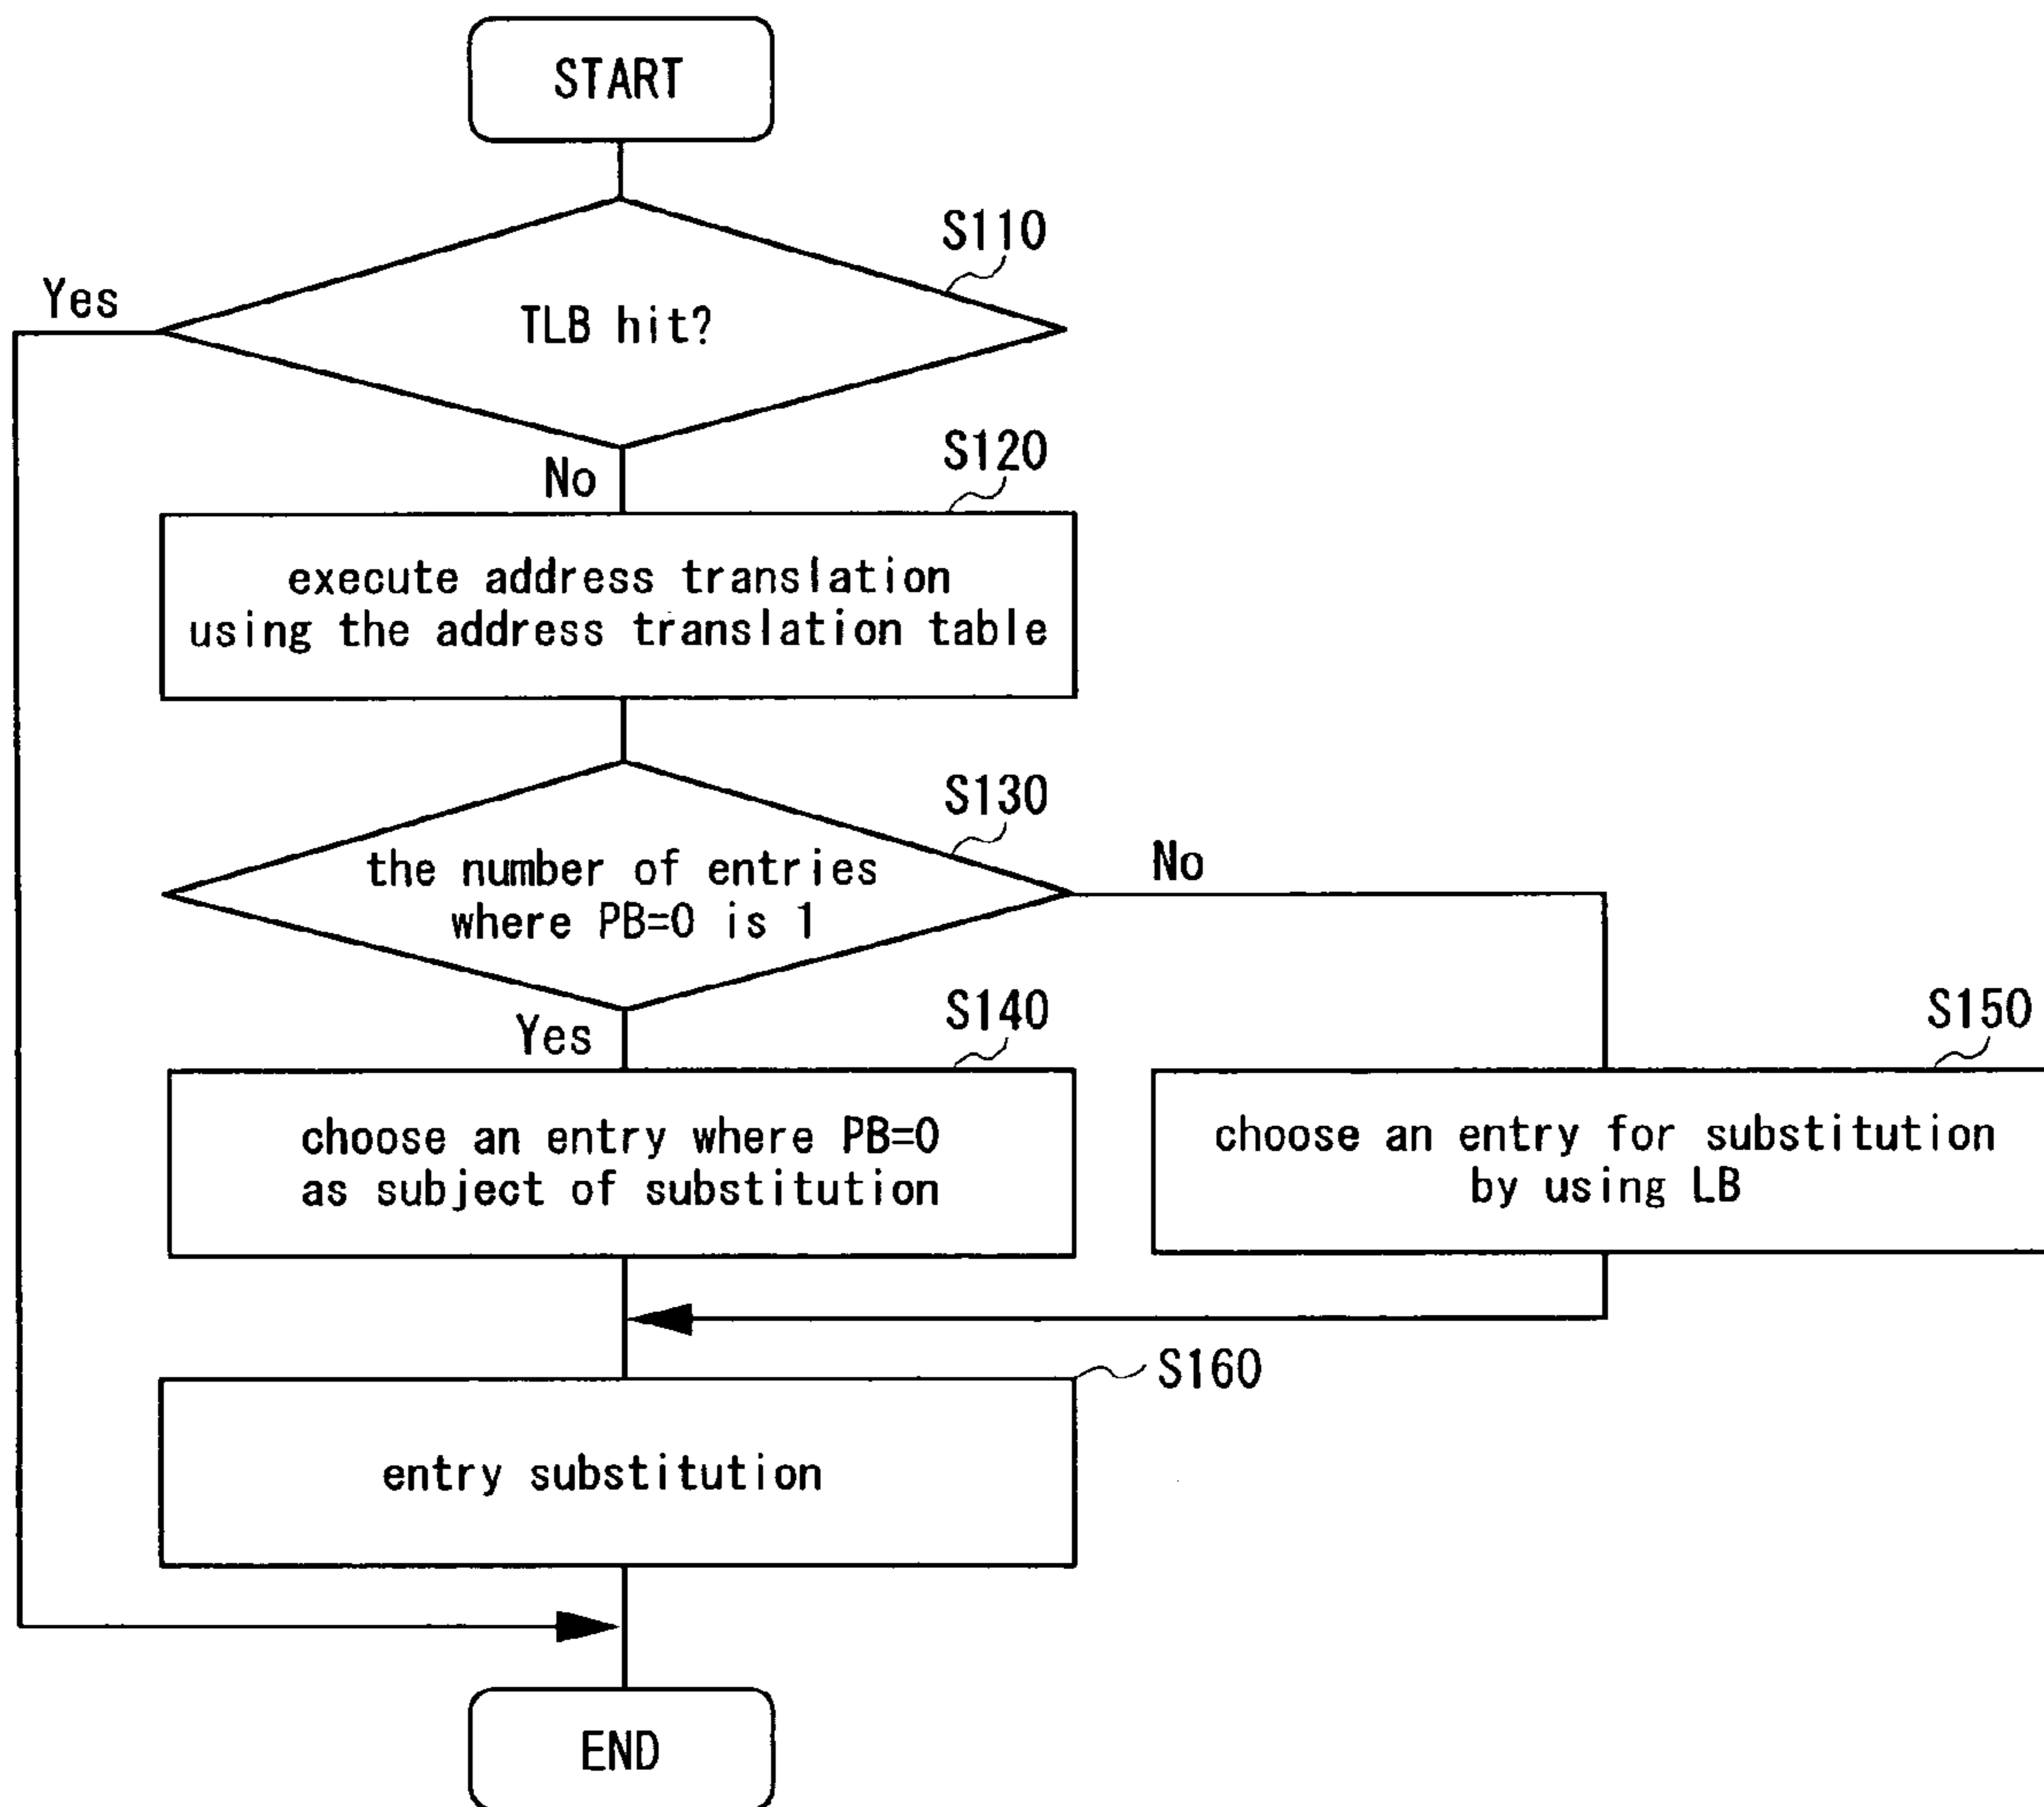 START
S110
Yes
TLB hit?
S120
No
execute address translation
using the address translation table
S130
the number of entries
where PB=0 is 1
No
S140
Yes
S150
choose an entry where PB=0
as subject of substitution
choose an entry for substitution
by using LB
S160
entry substitution
END